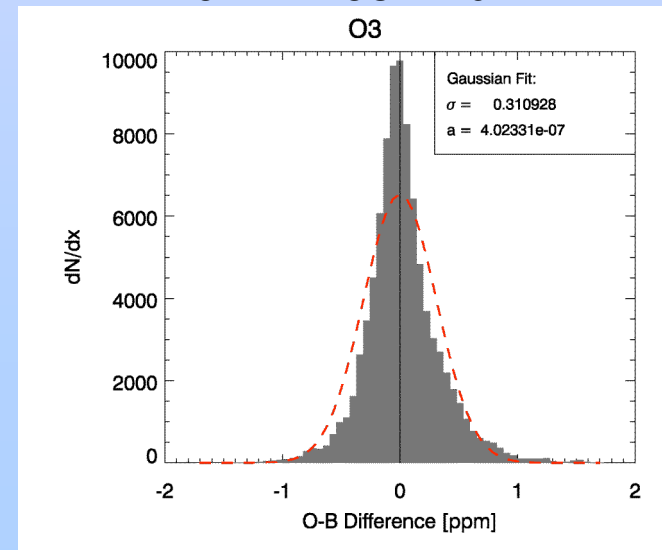 O3
10000
8000
6000
4000
2000
0
dN/dx
Gaussian Fit:
σ = 0.310928
a = 4.02331e-07
-2 -1 0 1 2
O-B Difference [ppm]